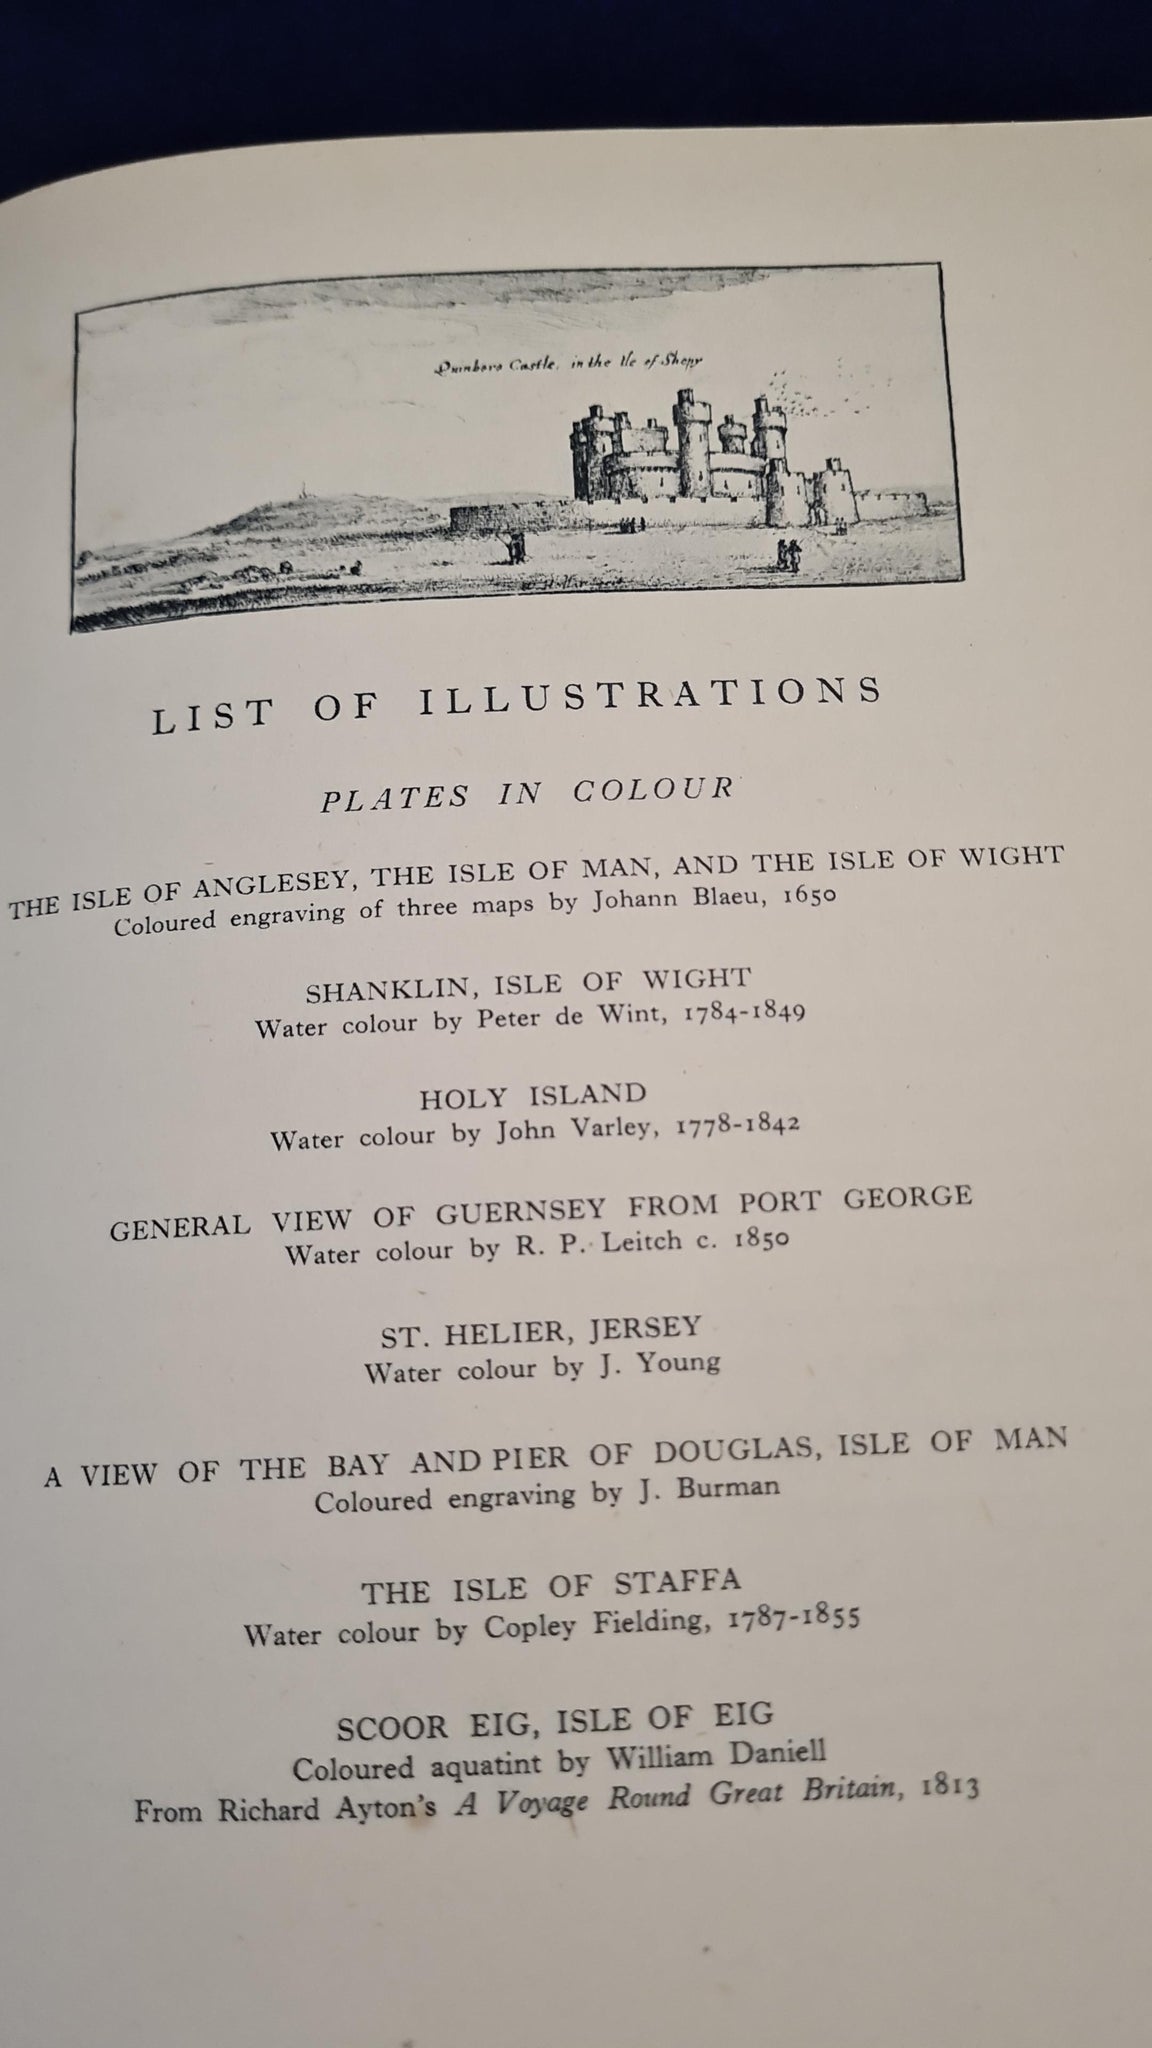 Quinboro Castle, in the Ile of Shepy
LIST OF ILLUSTRATIONS
PLATES IN COLOUR
THE ISLE OF ANGLESEY, THE ISLE OF MAN, AND THE ISLE OF WIGHT
Coloured engraving of three maps by Johann Blaeu, 1650
SHANKLIN, ISLE OF WIGHT
Water colour by Peter de Wint, 1784-1849
HOLY ISLAND
Water colour by John Varley, 1778-1842
GENERAL VIEW OF GUERNSEY FROM PORT GEORGE
Water colour by R. P. Leitch c. 1850
ST. HELIER, JERSEY
Water colour by J. Young
A VIEW OF THE BAY AND PIER OF DOUGLAS, ISLE OF MAN
Coloured engraving by J. Burman
THE ISLE OF STAFFA
Water colour by Copley Fielding, 1787-1855
SCOOR EIG, ISLE OF EIG
Coloured aquatint by William Daniell
From Richard Ayton's A Voyage Round Great Britain, 1813